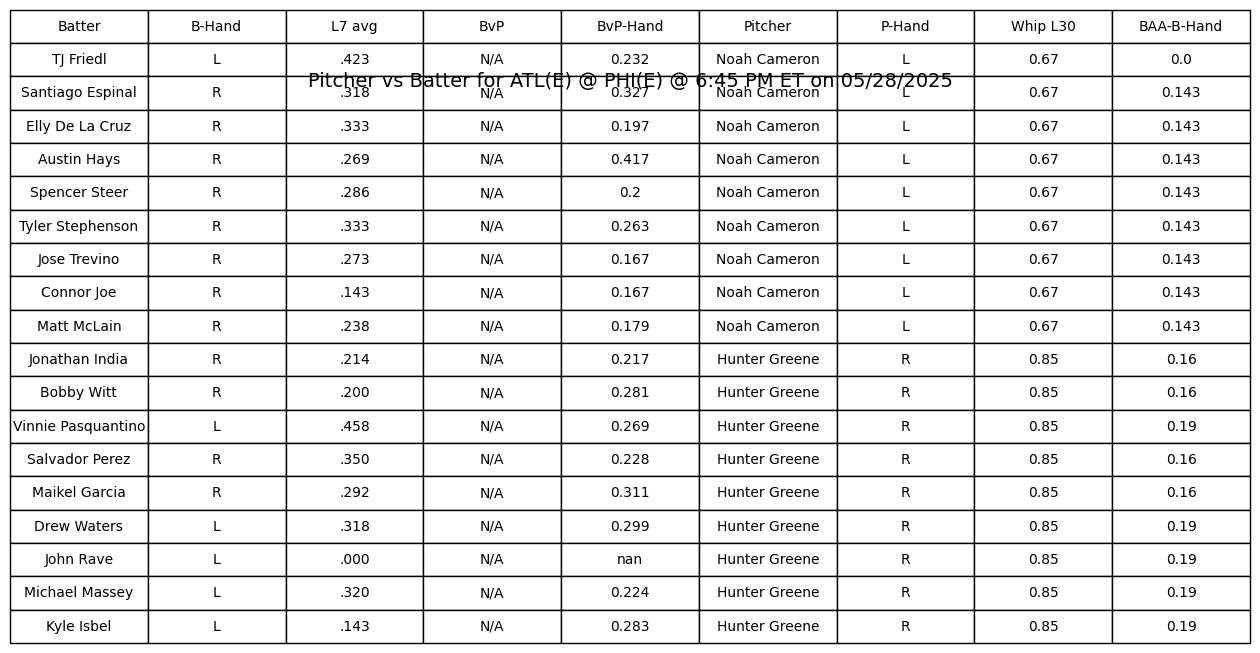 Batter B-Hand L7 avg BvP BvP-Hand Pitcher P-Hand Whip L30 BAA-B-Hand
TJ Friedl L .423 N/A 0.232 Noah Cameron L 0.67 0.0
Pitcher vs Batter for ATL(E) @ PHI(E) @ 6:45 PM ET on 05/28/2025
Santiago Espinal R .318 N/A 0.327 Noah Cameron L 0.67 0.143
Elly De La Cruz R .333 N/A 0.197 Noah Cameron L 0.67 0.143
Austin Hays R .269 N/A 0.417 Noah Cameron L 0.67 0.143
Spencer Steer R .286 N/A 0.2 Noah Cameron L 0.67 0.143
Tyler Stephenson R .333 N/A 0.263 Noah Cameron L 0.67 0.143
Jose Trevino R .273 N/A 0.167 Noah Cameron L 0.67 0.143
Connor Joe R .143 N/A 0.167 Noah Cameron L 0.67 0.143
Matt McLain R .238 N/A 0.179 Noah Cameron L 0.67 0.143
Jonathan India R .214 N/A 0.217 Hunter Greene R 0.85 0.16
Bobby Witt R .200 N/A 0.281 Hunter Greene R 0.85 0.16
Vinnie Pasquantino L .458 N/A 0.269 Hunter Greene R 0.85 0.19
Salvador Perez R .350 N/A 0.228 Hunter Greene R 0.85 0.16
Maikel Garcia R .292 N/A 0.311 Hunter Greene R 0.85 0.16
Drew Waters L .318 N/A 0.299 Hunter Greene R 0.85 0.19
John Rave L .000 N/A nan Hunter Greene R 0.85 0.19
Michael Massey L .320 N/A 0.224 Hunter Greene R 0.85 0.19
Kyle Isbel L .143 N/A 0.283 Hunter Greene R 0.85 0.19